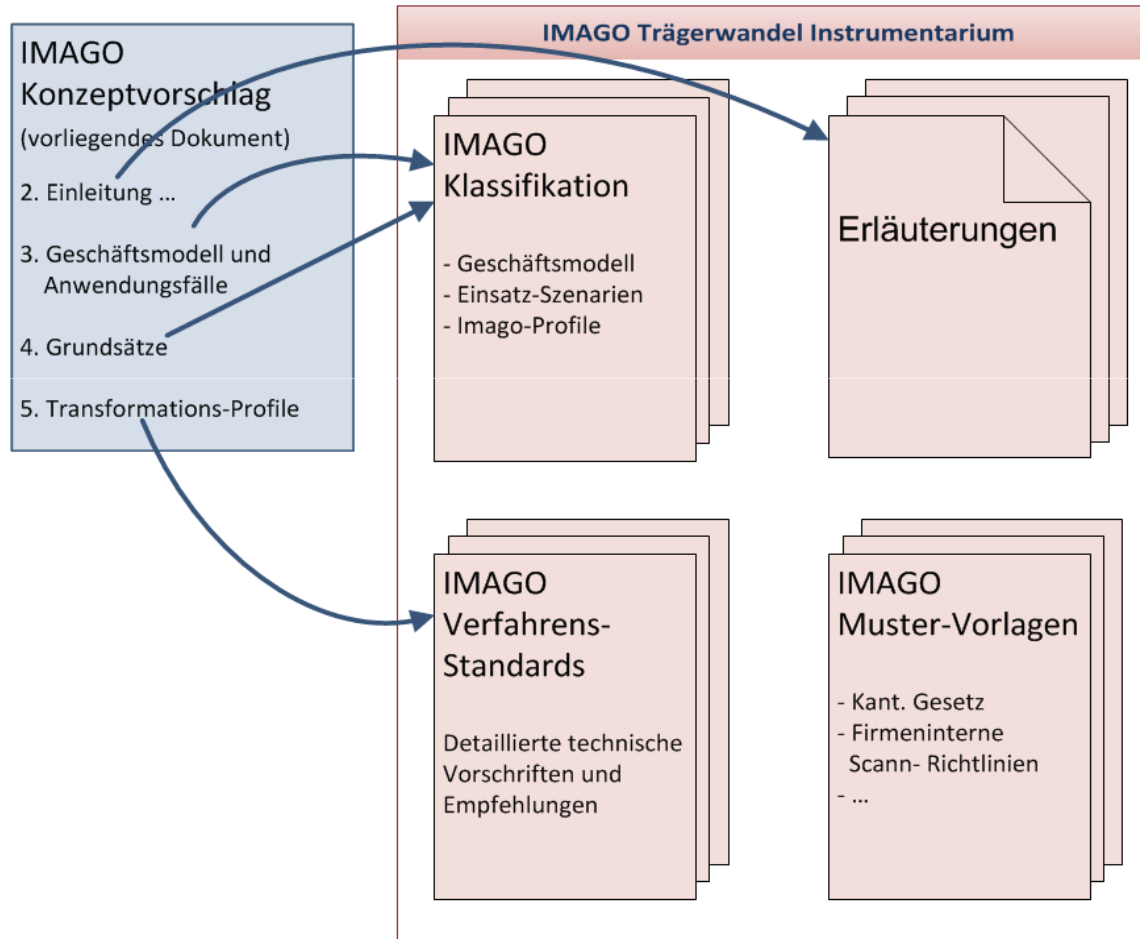 IMAGO
Konzeptvorschlag
(vorliegendes Dokument)
2. Einleitung ...
3. Geschäftsmodell und
Anwendungsfälle
4. Grundsätze
5. Transformations-Profile
IMAGO Trägerwandel Instrumentarium
IMAGO
Klassifikation
- Geschäftsmodell
- Einsatz-Szenarien
- Imago-Profile
Erläuterungen
IMAGO
Verfahrens-
Standards
Detaillierte technische
Vorschriften und
Empfehlungen
IMAGO
Muster-Vorlagen
- Kant. Gesetz
- Firmeninterne
Scann- Richtlinien
- ...